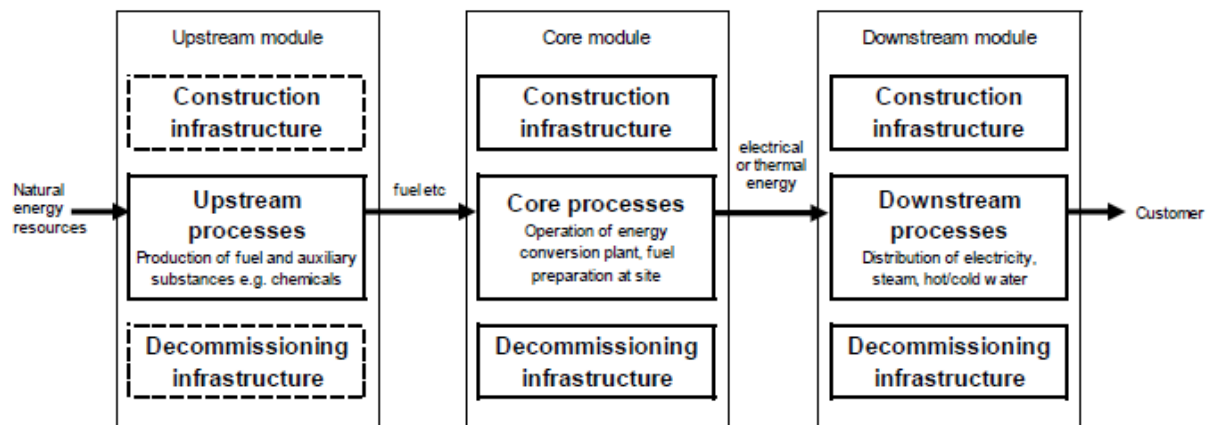 Upstream module
Core module
Downstream module
Construction
infrastructure
Construction
infrastructure
Construction
infrastructure
Natural
energy
resources
Upstream
processes
Production of fuel and auxiliary
substances e.g. chemicals
fuel etc
Core processes
Operation of energy
conversion plant, fuel
preparation at site
electrical
or thermal
energy
Downstream
processes
Distribution of electricity,
steam, hot/cold water
Customer
Decommissioning
infrastructure
Decommissioning
infrastructure
Decommissioning
infrastructure